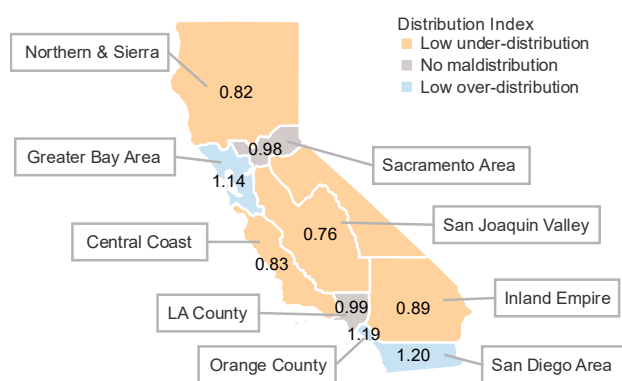 Distribution Index
Low under-distribution
No maldistribution
Low over-distribution
Northern & Sierra
0.82
0.98
Greater Bay Area
Sacramento Area
1.14
San Joaquin Valley
Central Coast
0.76
0.83
LA County
0.99
0.89
Inland Empire
1.19
Orange County
1.20
San Diego Area